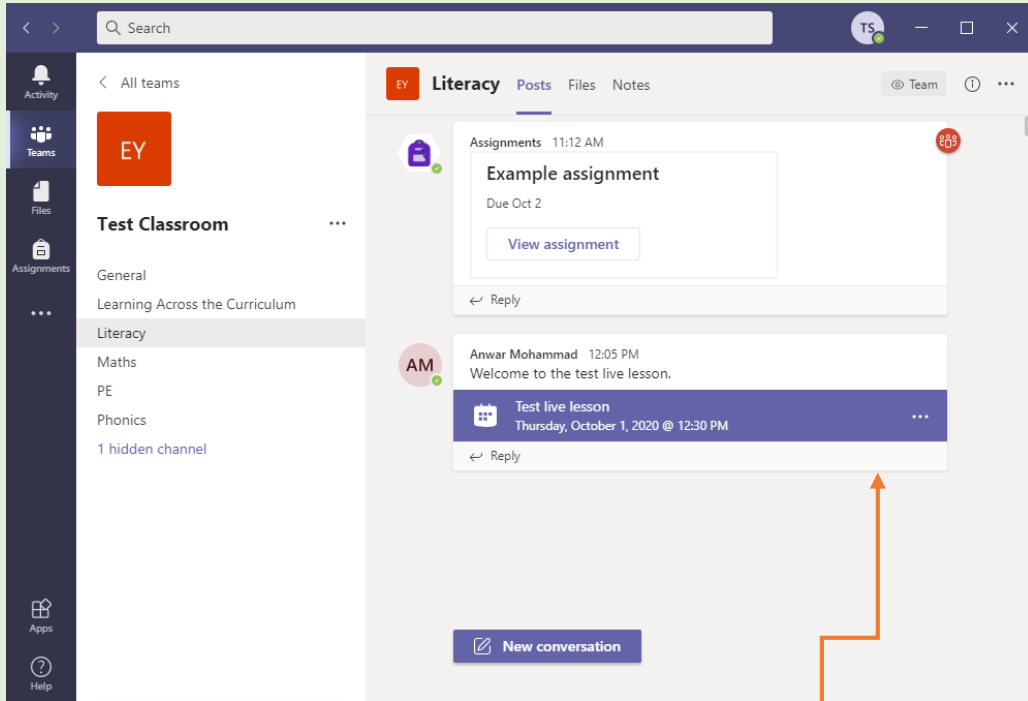 Search
TS
Activity
Teams
Files
Assignments
Apps
Help
All teams
EY
Test Classroom
General
Learning Across the Curriculum
Literacy
Maths
PE
Phonics
1 hidden channel
EY Literacy Posts Files Notes Team
Assignments 11:12 AM
Example assignment
Due Oct 2
View assignment
Reply
AM
Anwar Mohammad 12:05 PM
Welcome to the test live lesson.
Test live lesson
Thursday, October 1, 2020 @ 12:30 PM
Reply
New conversation